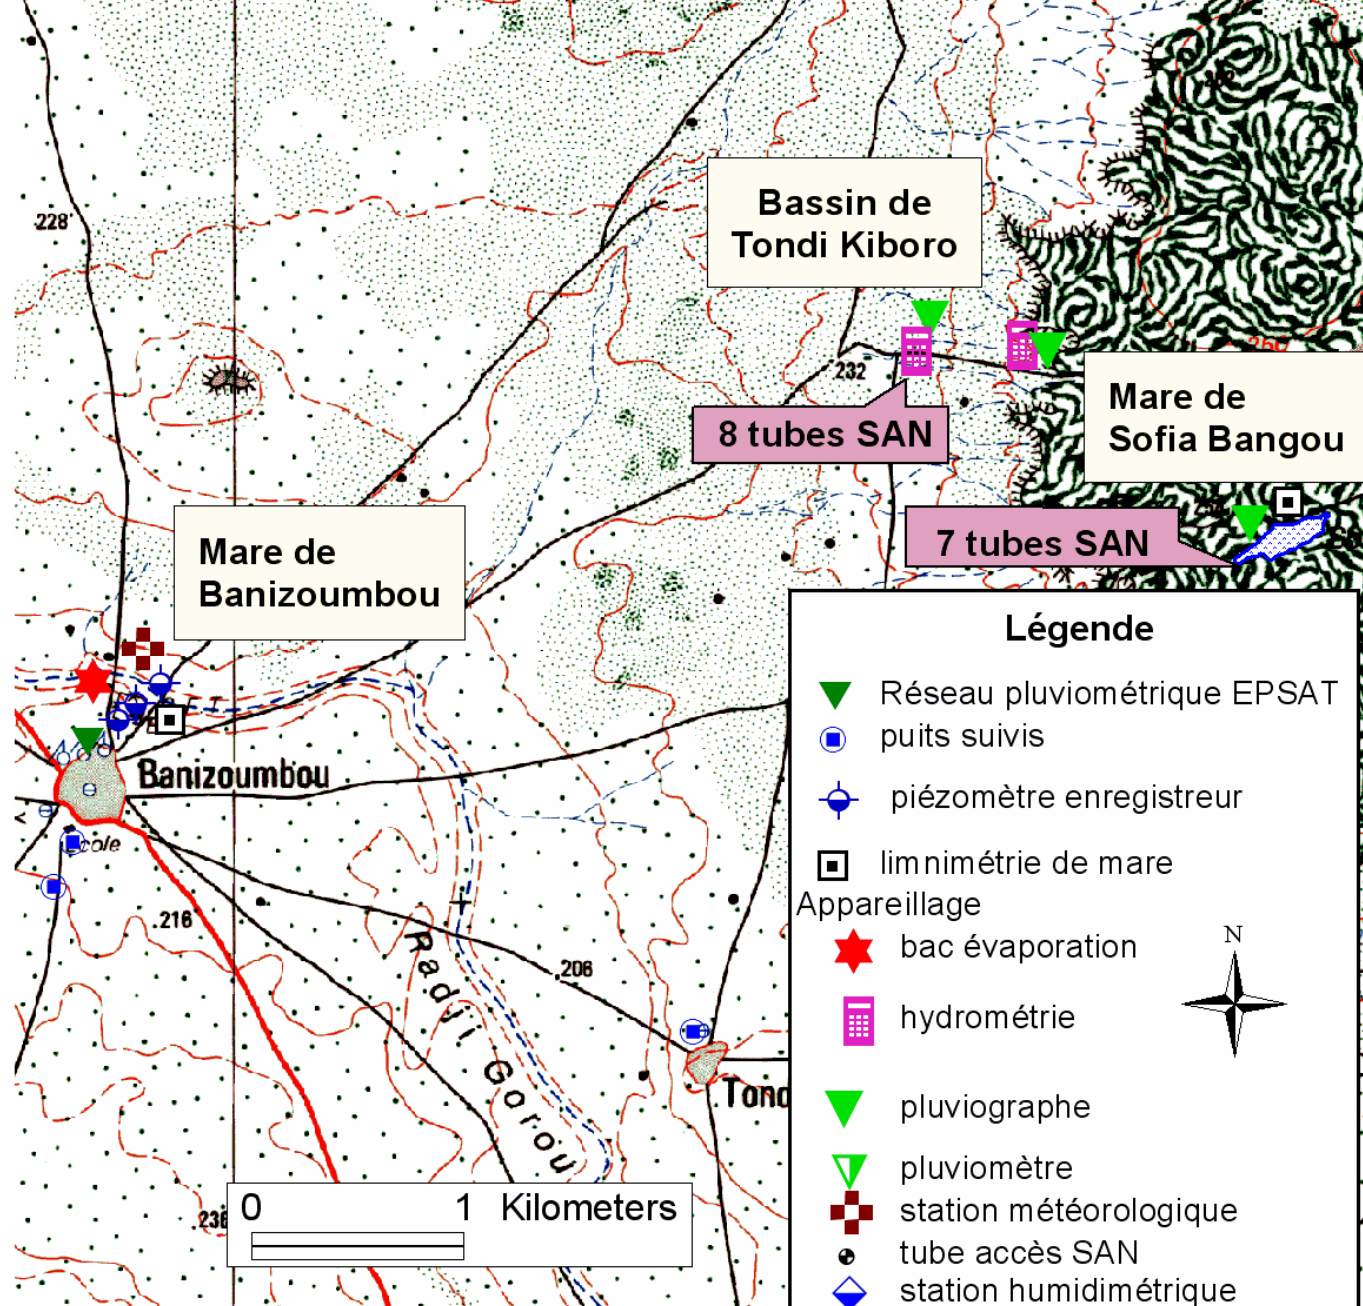 228
Bassin de
Tondi Kiboro
250
232
Mare de
Sofia Bangou
8 tubes SAN
7 tubes SAN
Mare de
Banizoumbou
Banizoumbou
Ecole
.216
.206
Radji Gorou
Tond
.236
0 1 Kilometers
Légende
Réseau pluviométrique EPSAT
puits suivis
piézomètre enregistreur
limnimétrie de mare
Appareillage
bac évaporation
N
hydrométrie
pluviographe
pluviomètre
station météorologique
tube accès SAN
station humidimétrique